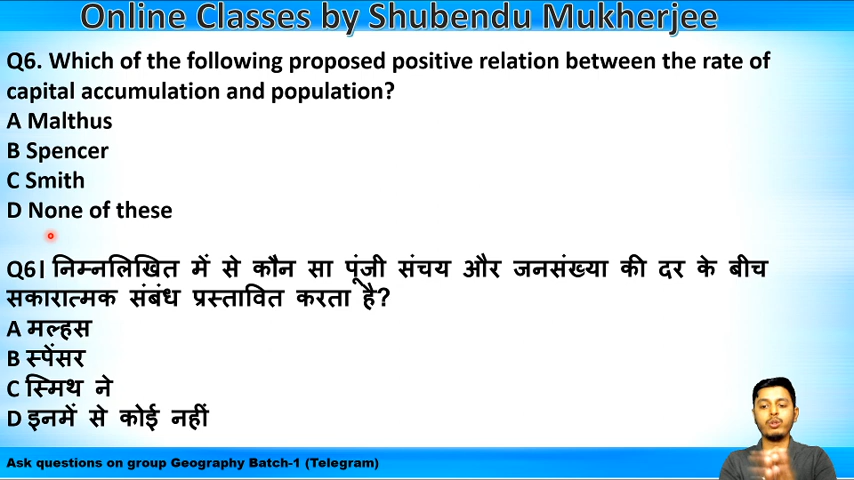 Online Classes by Shubendu Mukherjee
Q6. Which of the following proposed positive relation between the rate of
capital accumulation and population?
A Malthus
B Spencer
C Smith
D None of these
Q6। निम्नलिखित में से कौन सा पूंजी संचय और जनसंख्या की दर के बीच
सकारात्मक संबंध प्रस्तावित करता है?
A मल्हस
B स्पेंसर
C स्मिथ ने
D इनमें से कोई नहीं
Ask questions on group Geography Batch-1 (Telegram)